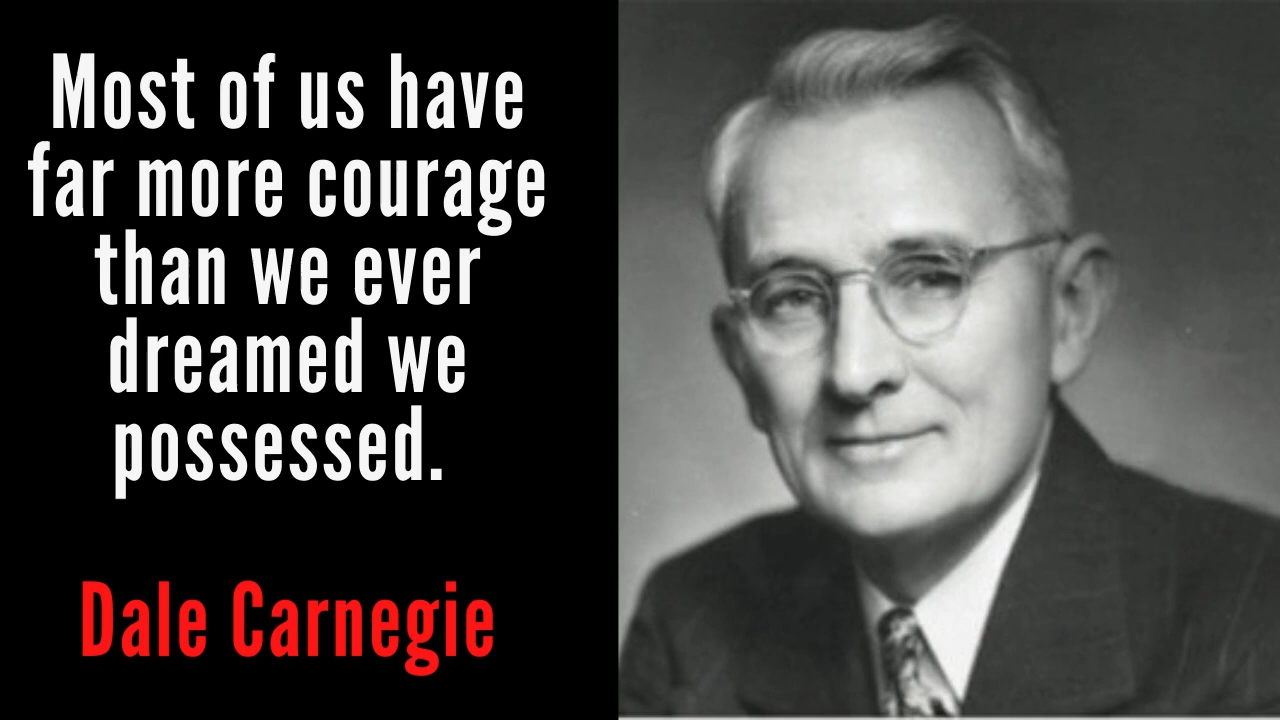 Most of us have
far more courage
than we ever
dreamed we
possessed.
Dale Carnegie